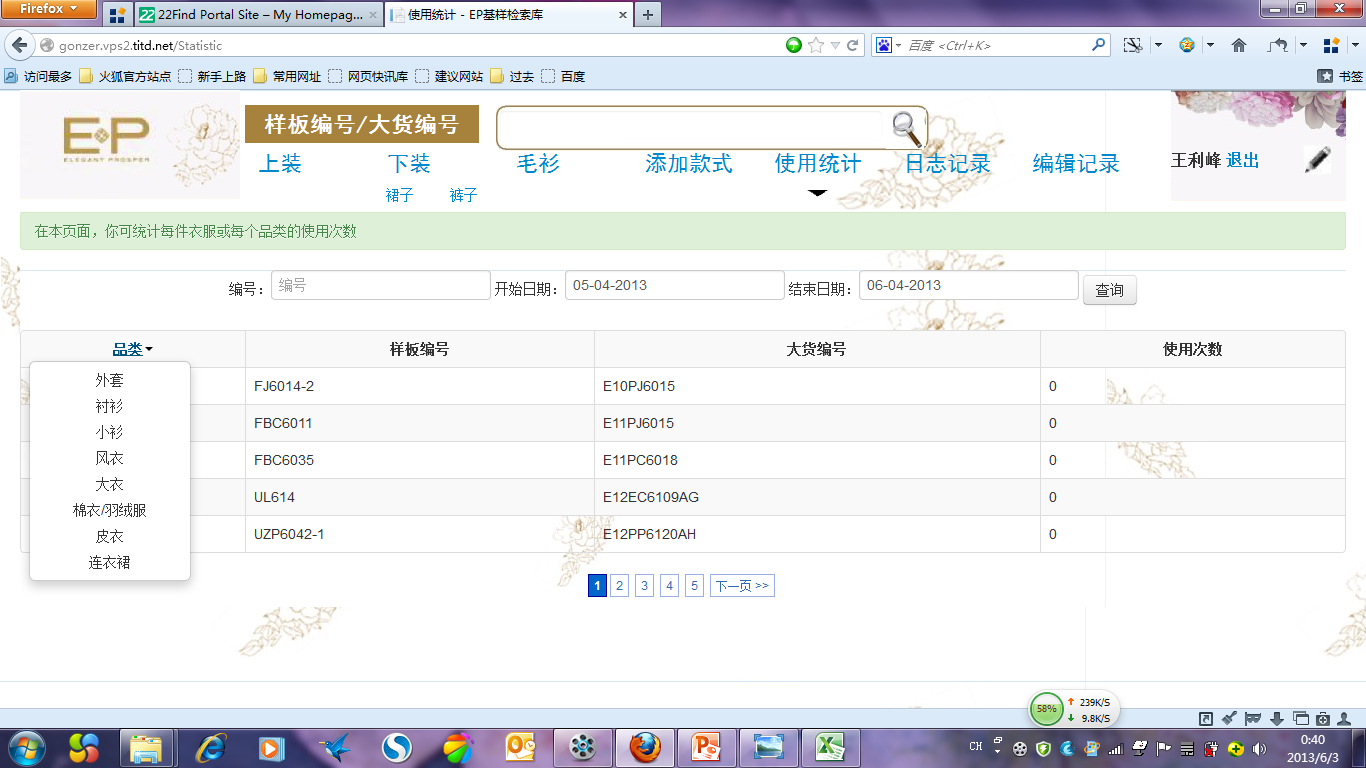 Firefox
22Find Portal Site – My Homepag...
使用统计 - EP基样检索库
gonzer.vps2.titd.net/Statistic
百度 <Ctrl+K>
访问最多 火狐官方站点 新手上路 常用网址 网页快讯库 建议网站 过去 百度
书签
EP
ELEGANT PROSPER
样板编号/大货编号
上装 下装 毛衫 添加款式 使用统计 日志记录 编辑记录
王利峰 退出
裙子 裤子
在本页面，你可统计每件衣服或每个品类的使用次数
编号： 编号 开始日期： 05-04-2013 结束日期： 06-04-2013 查询
品类 样板编号 大货编号 使用次数
外套
衬衫
小衫
风衣
大衣
棉衣/羽绒服
皮衣
连衣裙
FJ6014-2 E10PJ6015 0
FBC6011 E11PJ6015 0
FBC6035 E11PC6018 0
UL614 E12EC6109AG 0
UZP6042-1 E12PP6120AH 0
1 2 3 4 5 下一页 >>
58% 239K/S
9.8K/S
CH
0:40
2013/6/3